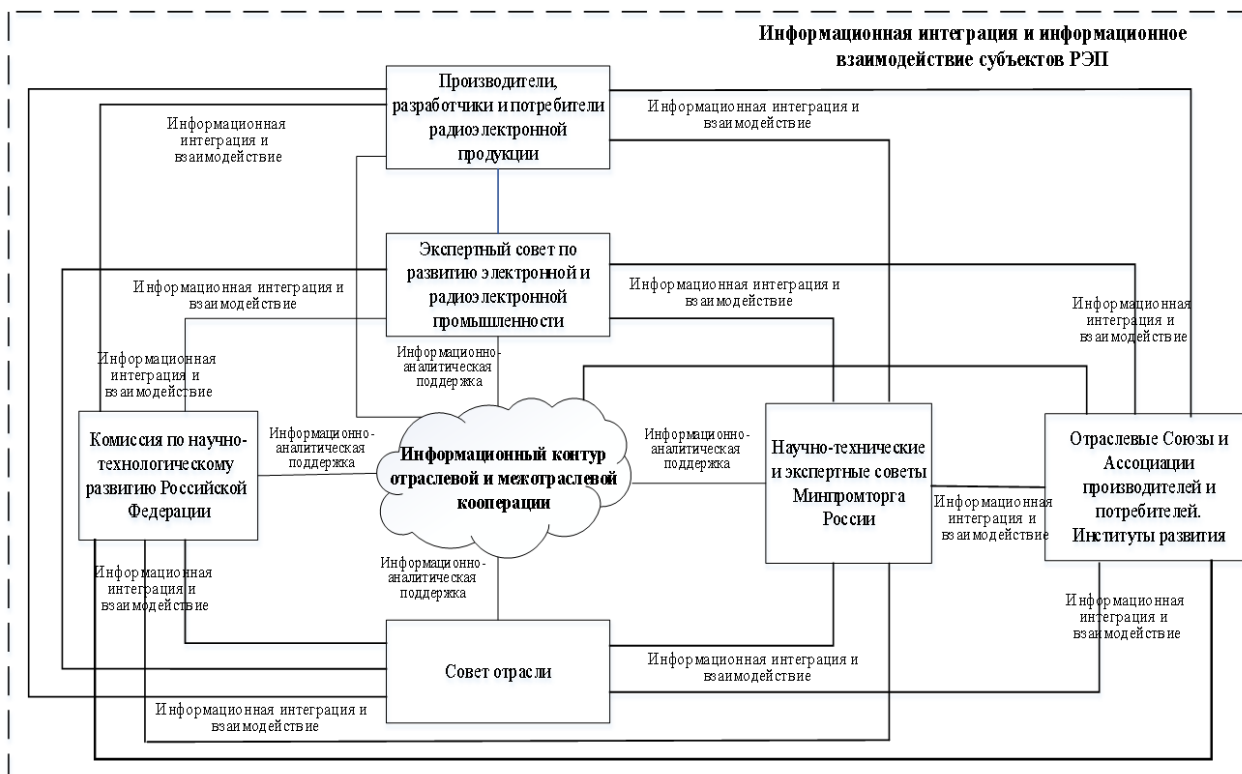 Информационная интеграция и информационное
взаимодействие субъектов РЭП
Производители,
разработчики и потребители
радиоэлектронной
продукции
Информационная
интеграция и
взаимодействие
Информационная интеграция и
взаимодействие
Экспертный совет по
развитию электронной и
радиоэлектронной
промышленности
Информационная интеграция и
взаимодействие
Информационная интеграция и
взаимодействие
Информационная
интеграция и
взаимодействие
Информационная
интеграция и
взаимодействие
Информационно-
аналитическая
поддержка
Комиссия по научно-
технологическому
развитию Российской
Федерации
Информационно-
аналитическая
поддержка
Информационный контур
отраслевой и межотраслевой
кооперации
Информационно-
аналитическая
поддержка
Научно-технические
и экспертные советы
Минпромторга
России
Информационная
интеграция и
взаимодействие
Отраслевые Союзы и
Ассоциации
производителей и
потребителей.
Институты развития
Информационная
интеграция и
взаимодействие
Информационно-
аналитическая
поддержка
Информационная
интеграция и
взаимодействие
Совет отрасли
Информационная интеграция и
взаимодействие
Информационная интеграция и
взаимодействие